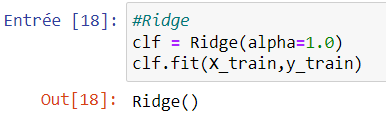 Entrée [18]: #Ridge
clf = Ridge(alpha=1.0)
clf.fit(X_train,y_train)
Out[18]: Ridge()